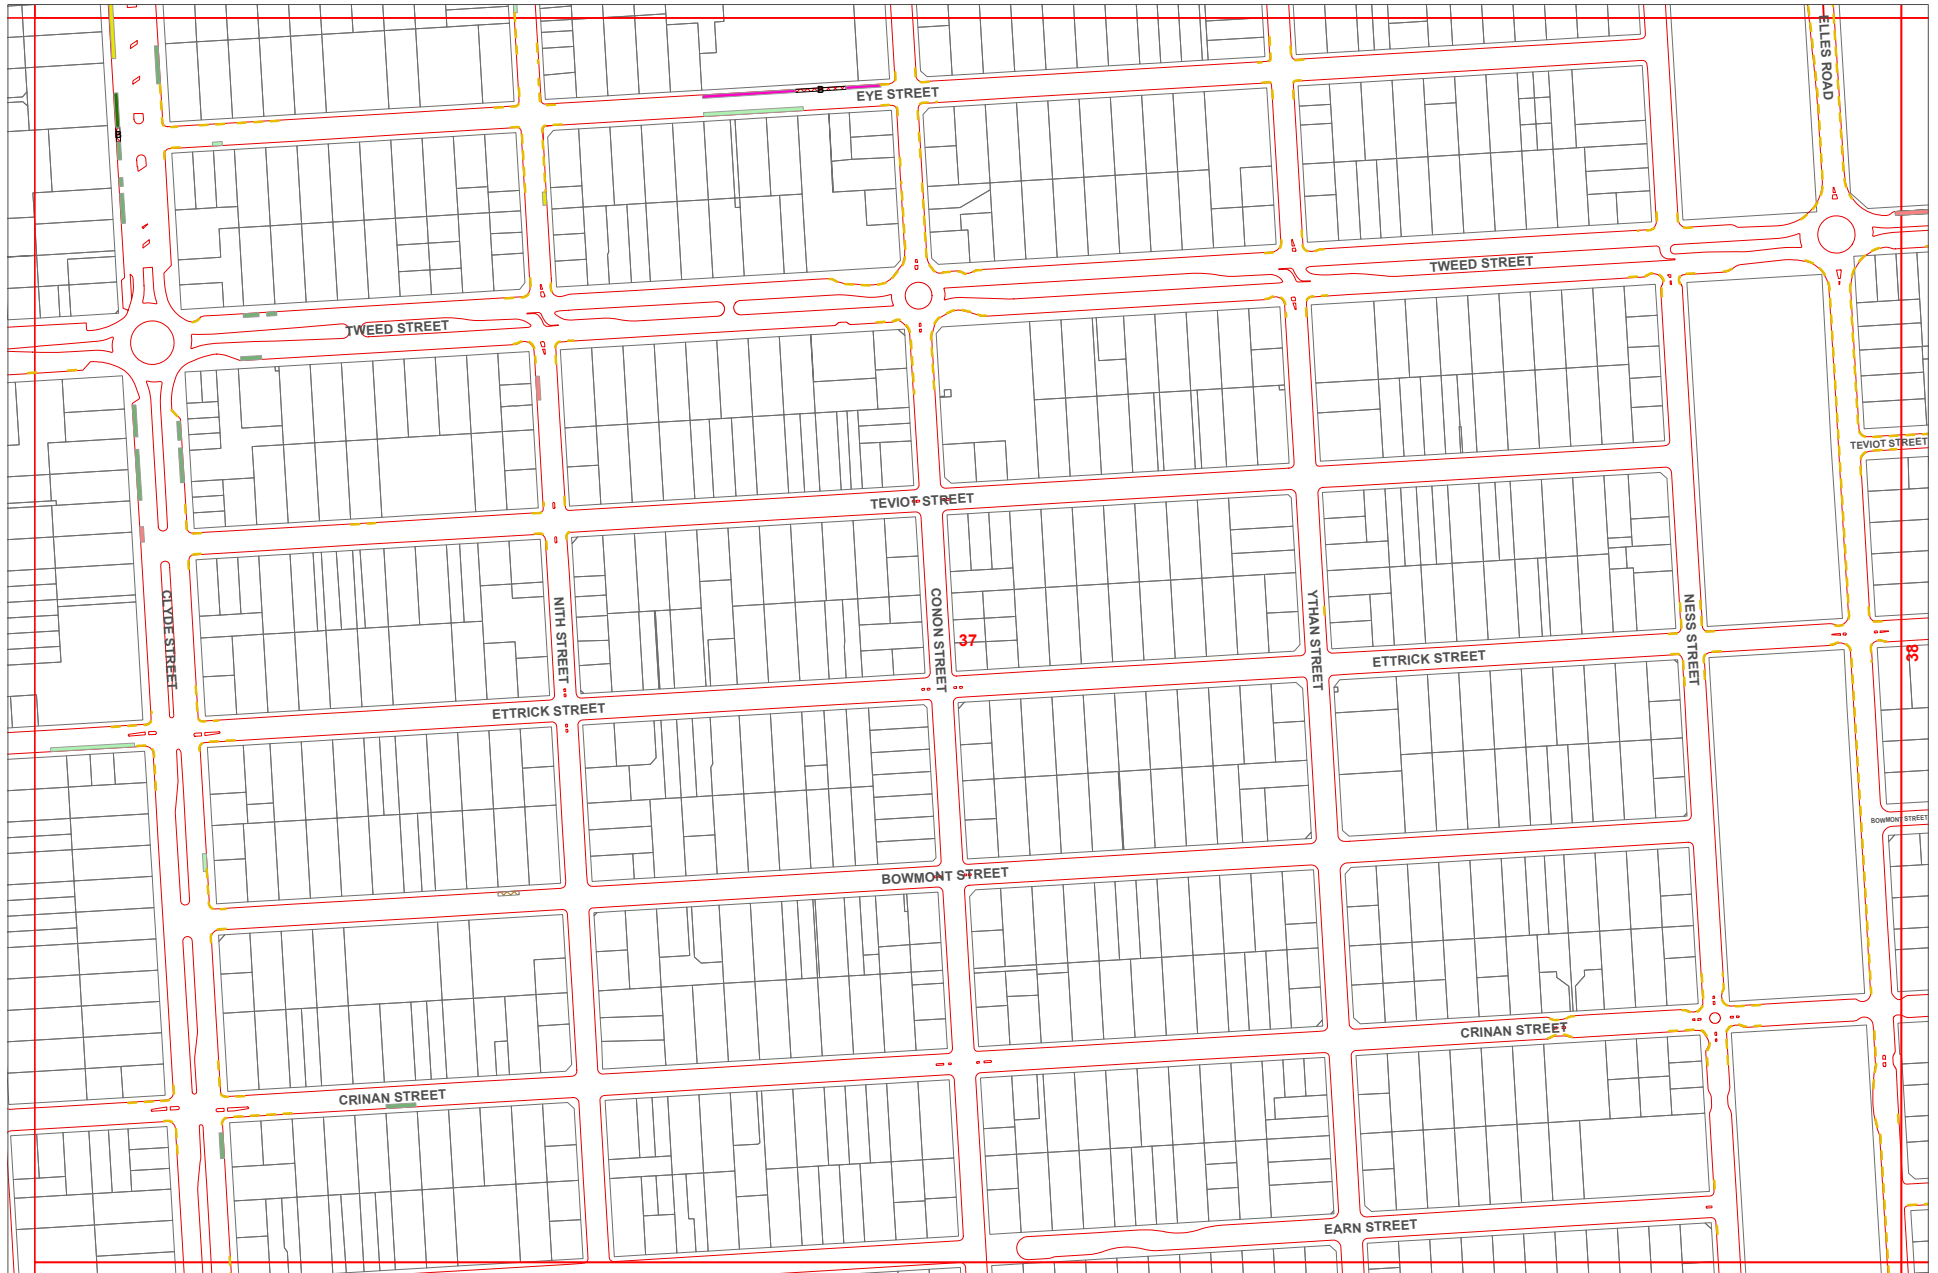 ELLES ROAD
B
EYE STREET
B
TWEED STREET
TWEED STREET
TEVIOT STREET
TEVIOT STREET
CLYDE STREET
NITH STREET
CONON STREET
37
YTHAN STREET
NESS STREET
38
ETTRICK STREET
ETTRICK STREET
BOWMONT STREET
BOWMONT STREET
CRINAN STREET
CRINAN STREET
EARN STREET